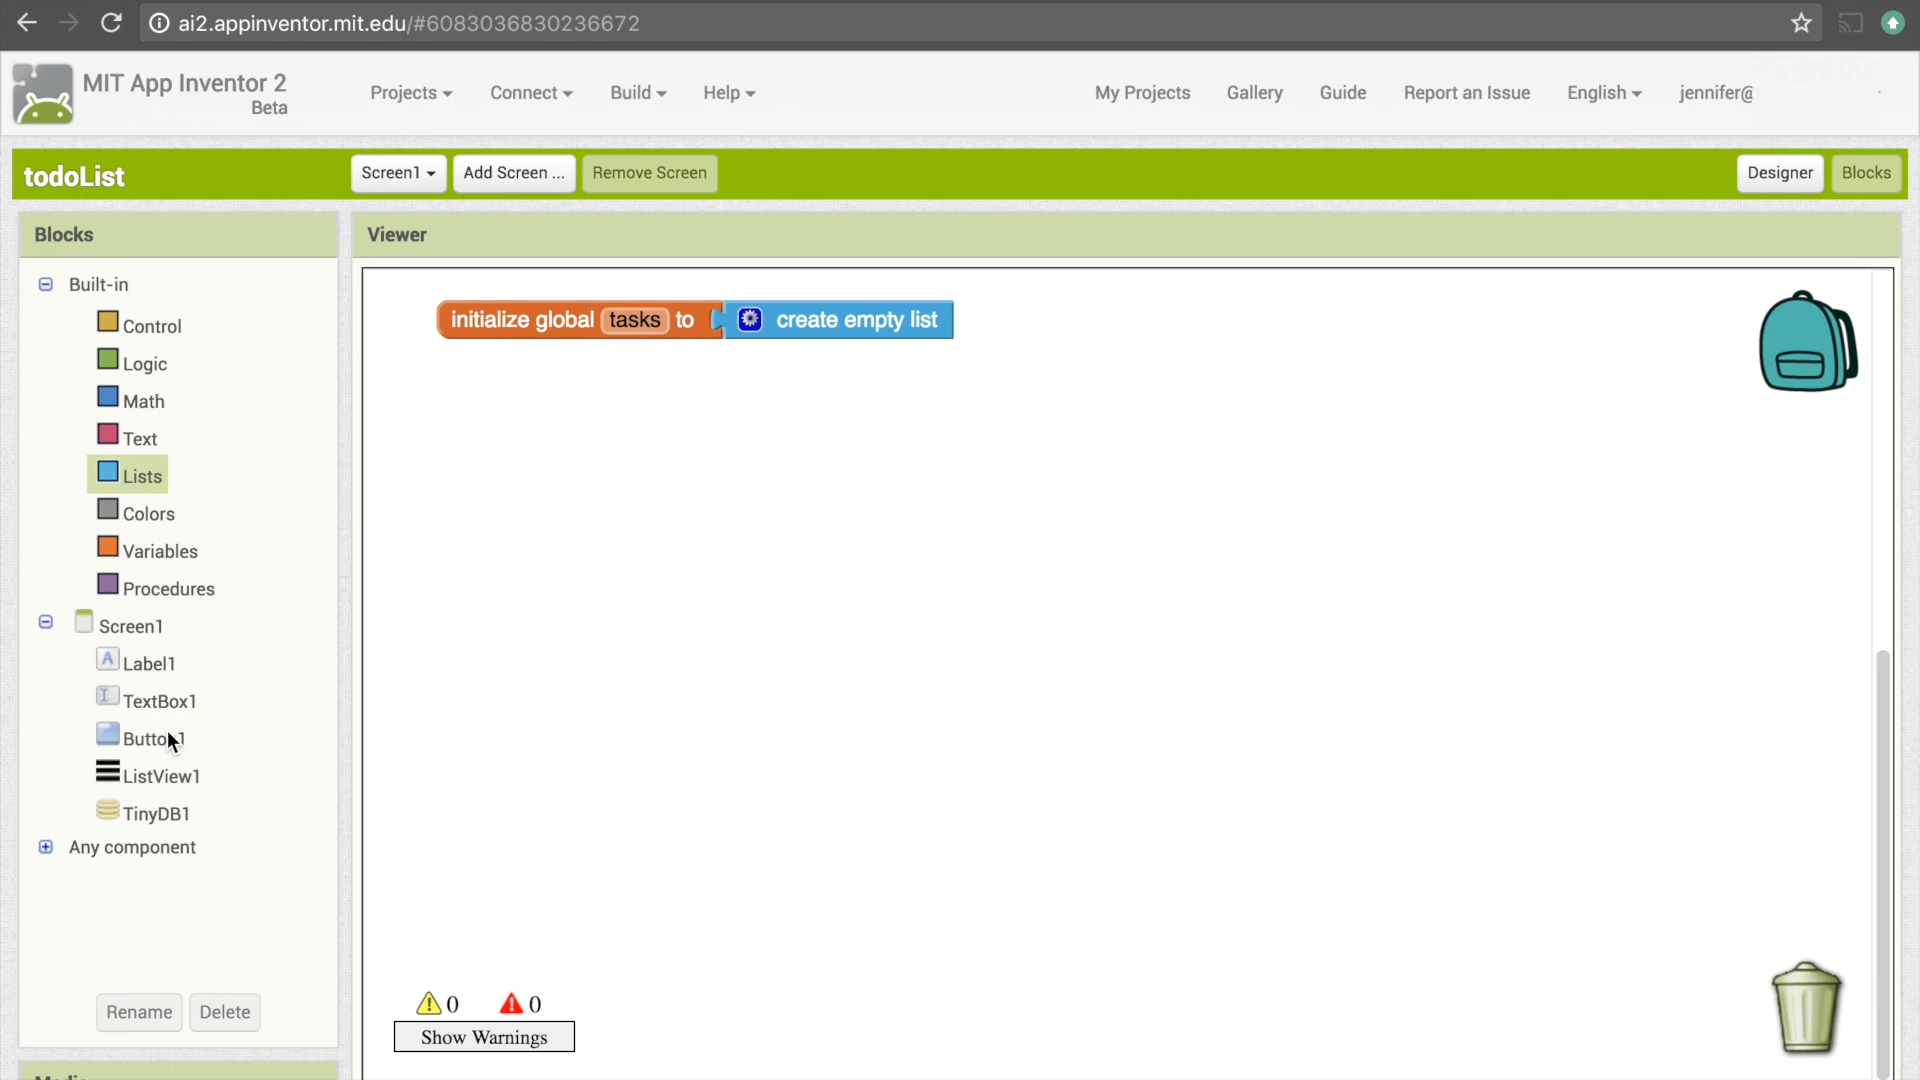 ai2.appinventor.mit.edu/#6083036830236672
MIT App Inventor 2
Beta
Projects
Connect
Build
Help
My Projects
Gallery
Guide
Report an Issue
English
jennifer@
todoList
Screen1
Add Screen ...
Remove Screen
Designer
Blocks
Blocks
Viewer
Built-in
Control
Logic
Math
Text
Lists
Colors
Variables
Procedures
Screen1
Label1
TextBox1
Button1
ListView1
TinyDB1
Any component
Rename
Delete
initialize global tasks to create empty list
0 0
Show Warnings